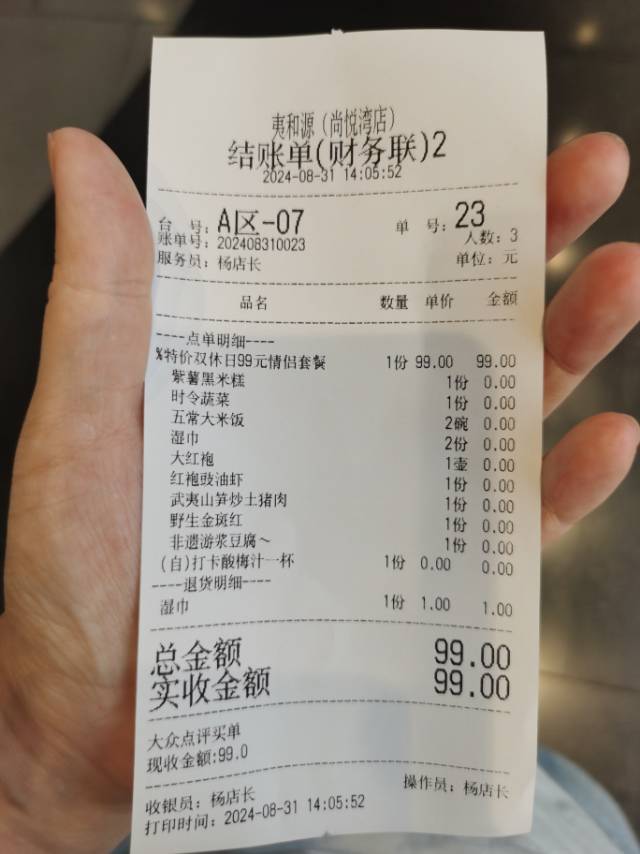 夷和源（尚悦湾店）
结账单(财务联)2
2024-08-31 14:05:52
台 号: A区-07 单 号: 23
账单号: 202408310023 人数: 3
服务员: 杨店长 单位: 元
品名 数量 单价 金额
----点单明细----
%特价双休日99元情侣套餐 1份 99.00 99.00
紫薯黑米糕 1份 0.00
时令蔬菜 1份 0.00
五常大米饭 2碗 0.00
湿巾 2份 0.00
大红袍 1壶 0.00
红袍豉油虾 1份 0.00
武夷山笋炒土猪肉 1份 0.00
野生金斑红 1份 0.00
非遗游浆豆腐～ 1份 0.00
(自)打卡酸梅汁一杯 1份 0.00 0.00
----退货明细----
湿巾 1份 1.00 1.00
总金额 99.00
实收金额 99.00
大众点评买单
现收金额:99.0
收银员: 杨店长 操作员: 杨店长
打印时间: 2024-08-31 14:05:52